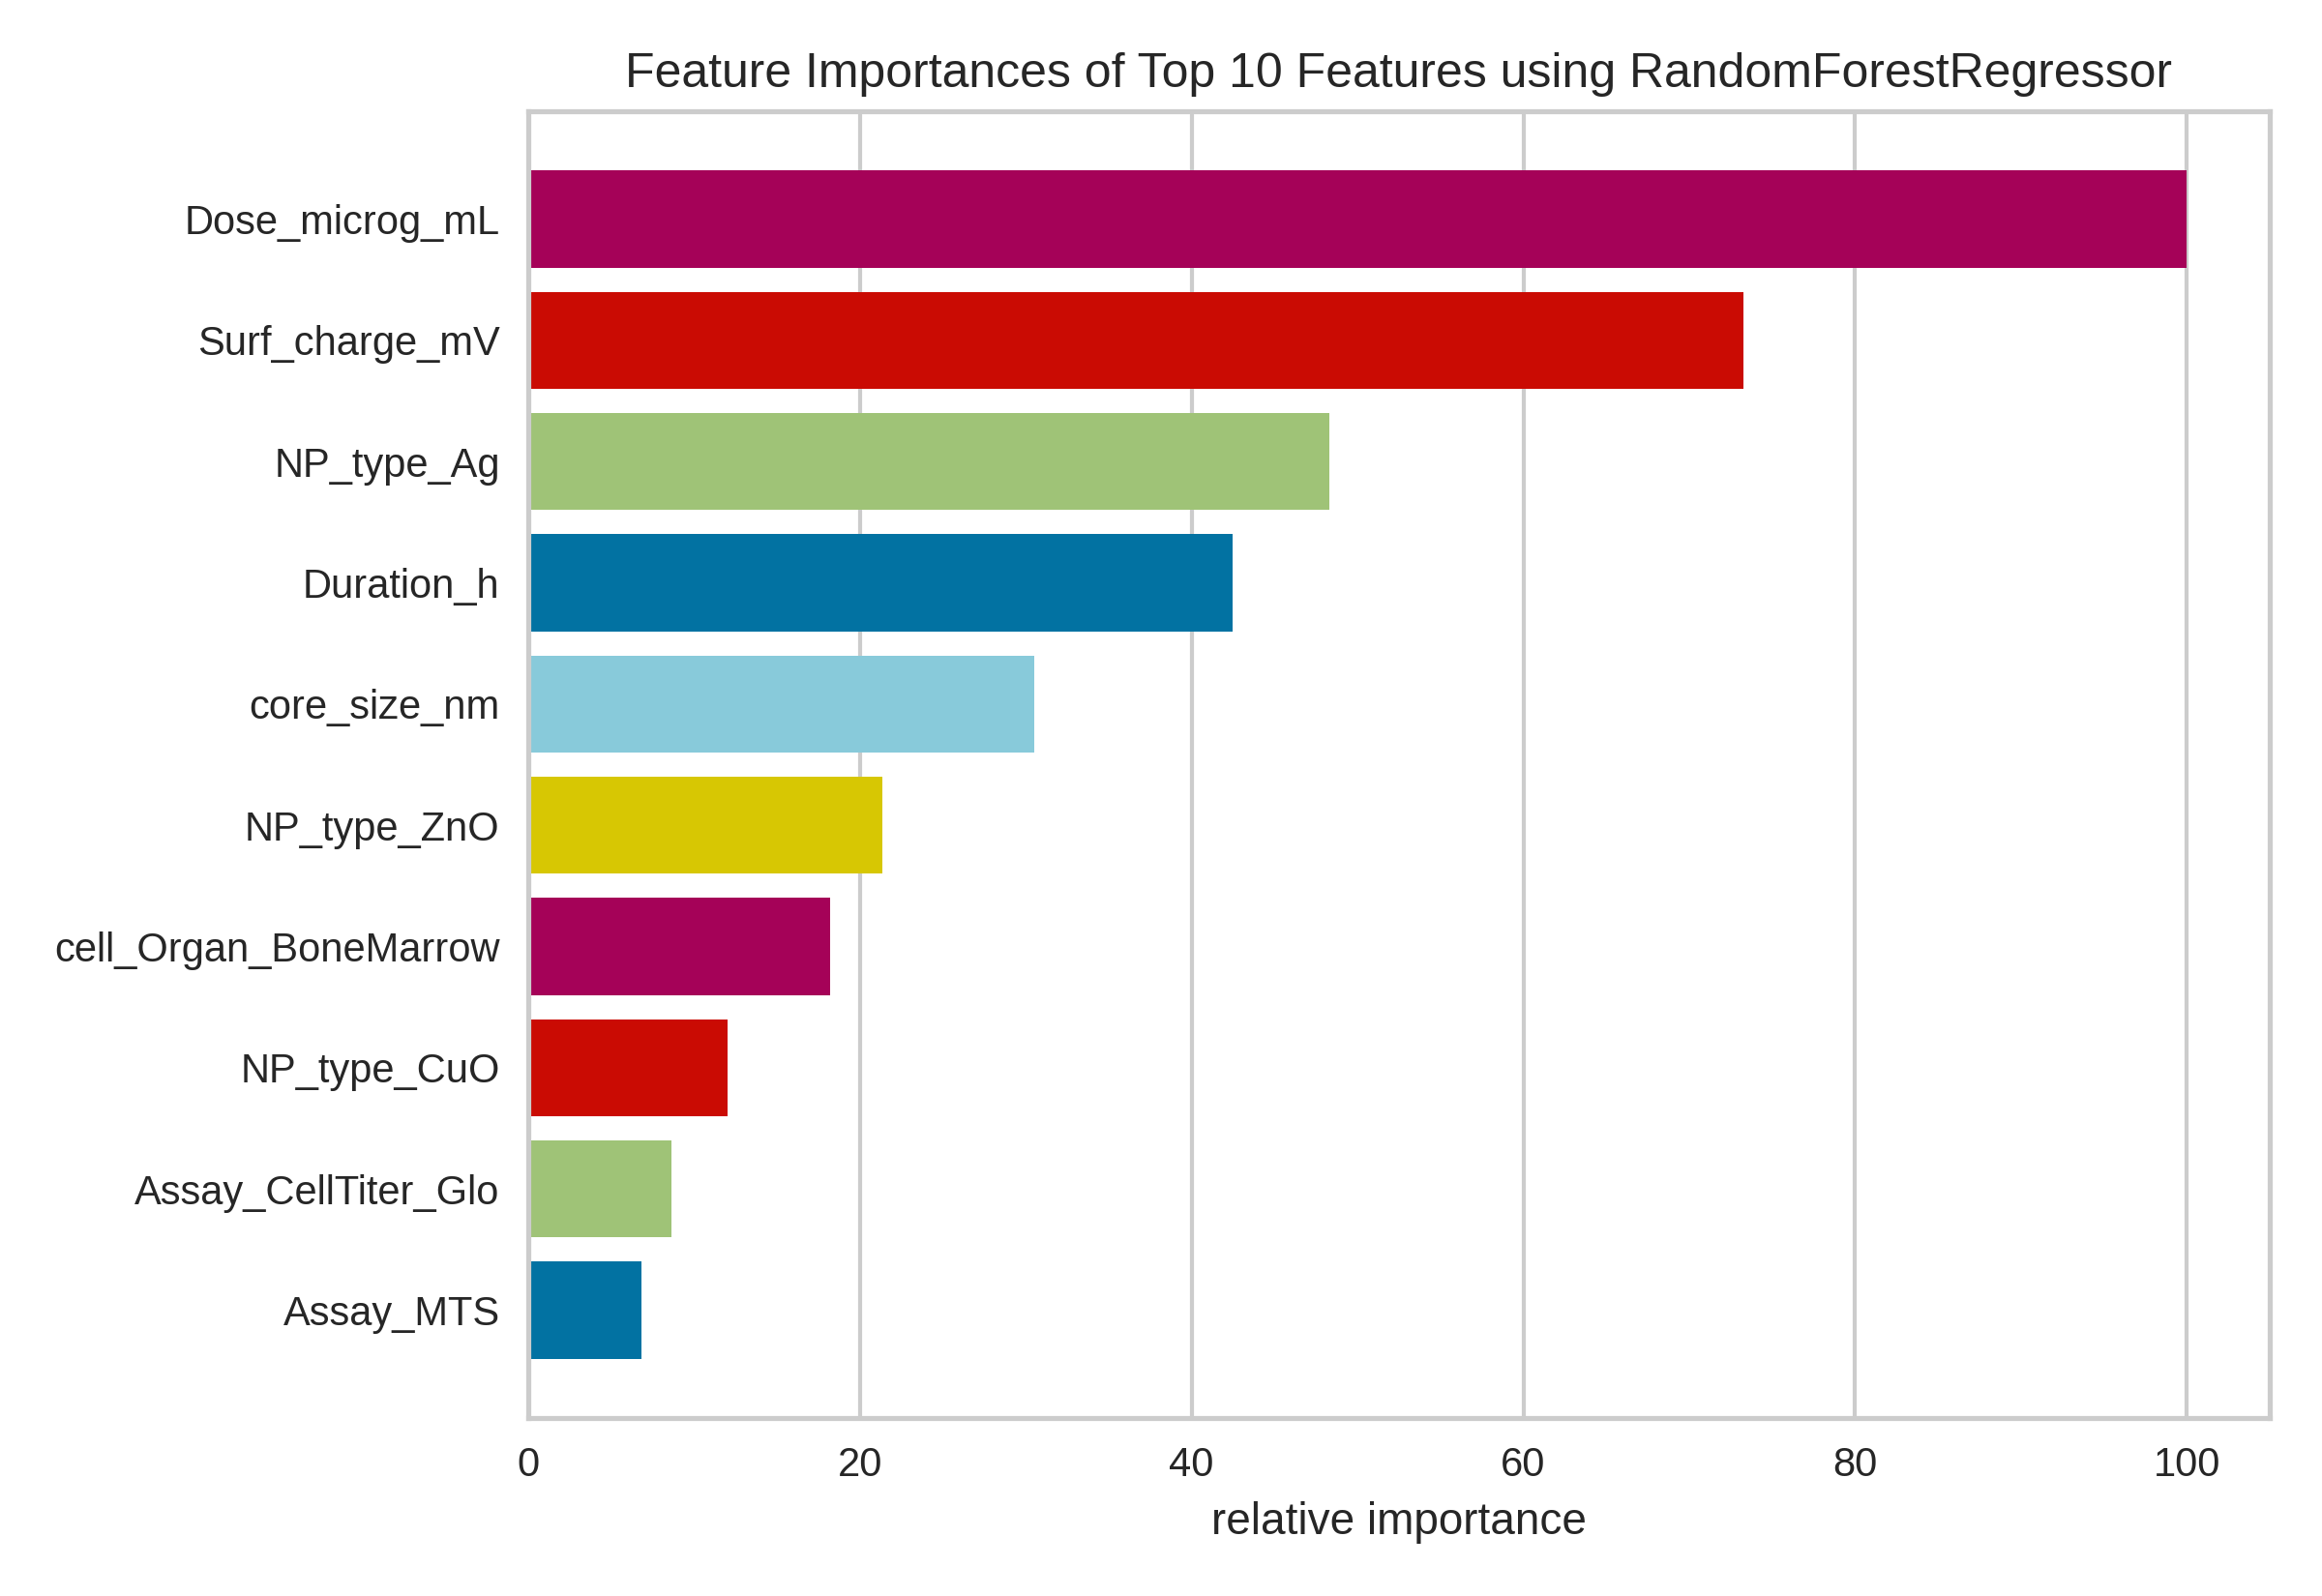 Feature Importances of Top 10 Features using RandomForestRegressor
Dose_microg_mL
Surf_charge_mV
NP_type_Ag
Duration_h
core_size_nm
NP_type_ZnO
cell_Organ_BoneMarrow
NP_type_CuO
Assay_CellTiter_Glo
Assay_MTS
0 20 40 60 80 100
relative importance